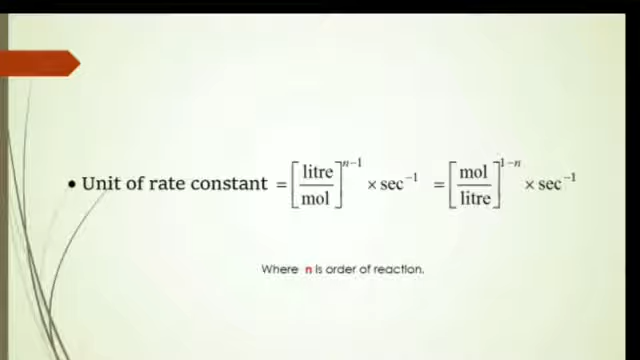 • Unit of rate constant = [litre/mol]^{n−1} × sec^{−1} = [mol/litre]^{1−n} × sec^{−1}
Where n is order of reaction.